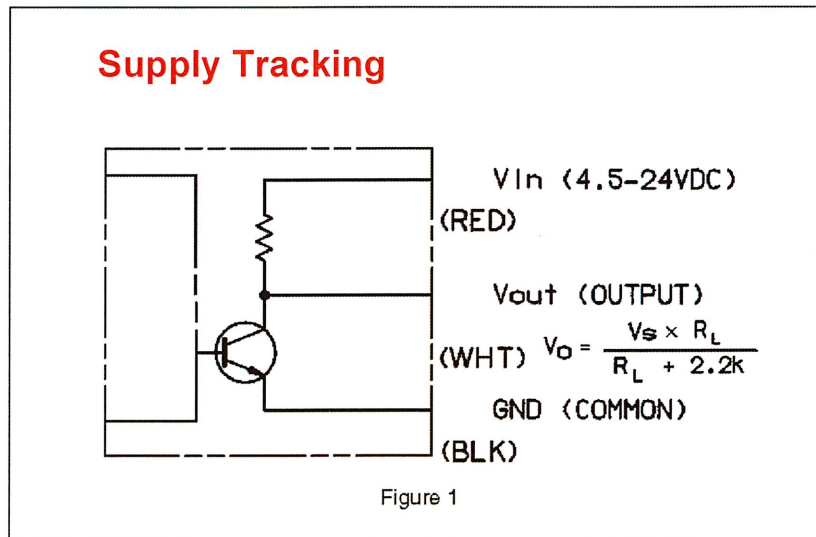 Supply Tracking
VIn (4.5-24VDC)
(RED)
Vout (OUTPUT)
(WHT) Vo = Vs × RL / RL + 2.2k
GND (COMMON)
(BLK)
Figure 1